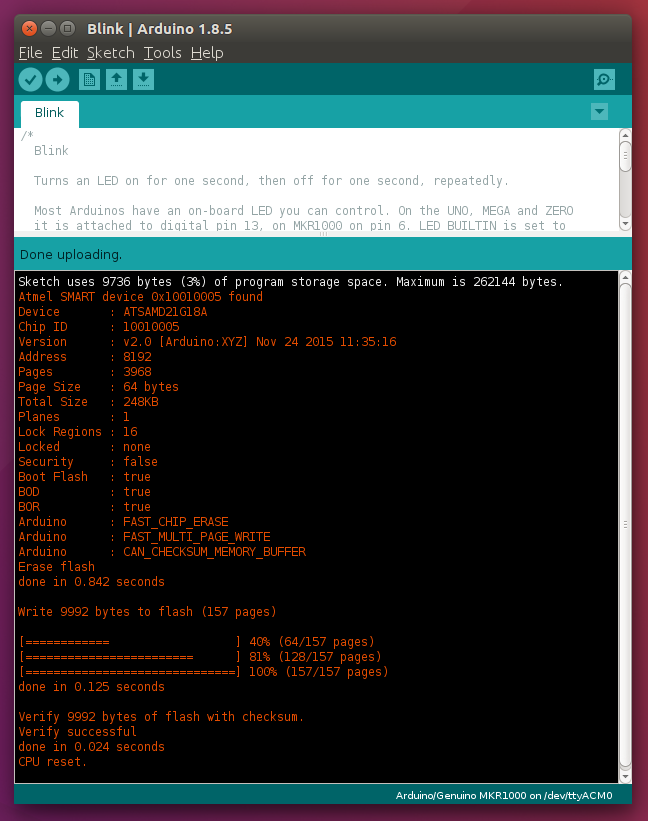 Blink | Arduino 1.8.5
File Edit Sketch Tools Help
Blink
/*
  Blink

  Turns an LED on for one second, then off for one second, repeatedly.

  Most Arduinos have an on-board LED you can control. On the UNO, MEGA and ZERO
  it is attached to digital pin 13, on MKR1000 on pin 6. LED_BUILTIN is set to
Done uploading.
Sketch uses 9736 bytes (3%) of program storage space. Maximum is 262144 bytes.
Atmel SMART device 0x10010005 found
Device       : ATSAMD21G18A
Chip ID      : 10010005
Version      : v2.0 [Arduino:XYZ] Nov 24 2015 11:35:16
Address      : 8192
Pages        : 3968
Page Size    : 64 bytes
Total Size   : 248KB
Planes       : 1
Lock Regions : 16
Locked       : none
Security     : false
Boot Flash   : true
BOD          : true
BOR          : true
Arduino      : FAST_CHIP_ERASE
Arduino      : FAST_MULTI_PAGE_WRITE
Arduino      : CAN_CHECKSUM_MEMORY_BUFFER
Erase flash
done in 0.842 seconds

Write 9992 bytes to flash (157 pages)

[============                  ] 40% (64/157 pages)
[========================      ] 81% (128/157 pages)
[==============================] 100% (157/157 pages)
done in 0.125 seconds

Verify 9992 bytes of flash with checksum.
Verify successful
done in 0.024 seconds
CPU reset.
Arduino/Genuino MKR1000 on /dev/ttyACM0